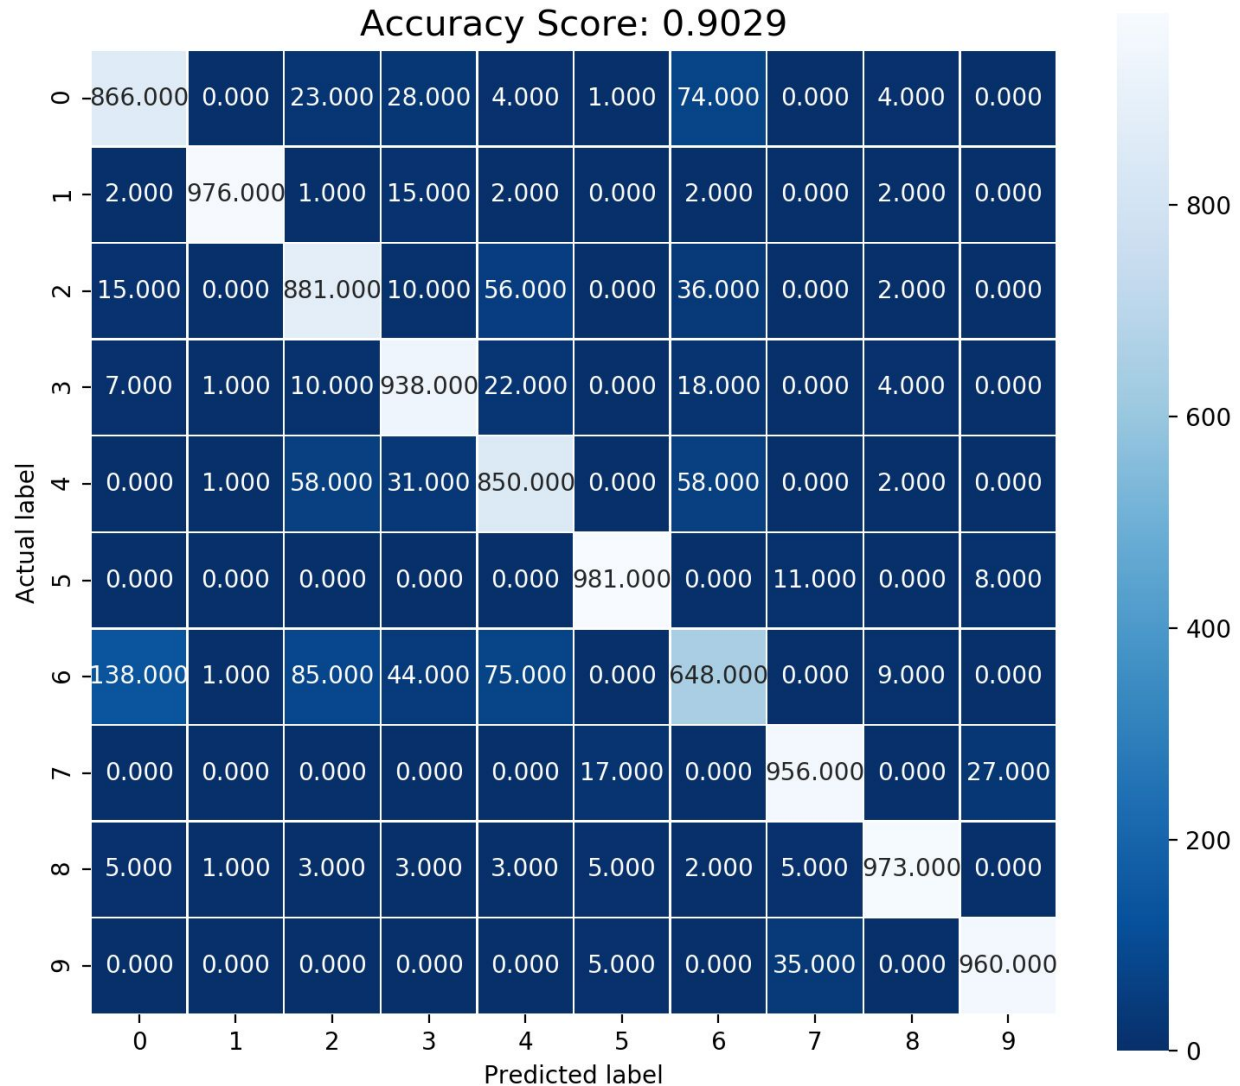 Accuracy Score: 0.9029
0 866.000 0.000 23.000 28.000 4.000 1.000 74.000 0.000 4.000 0.000
1 2.000 976.000 1.000 15.000 2.000 0.000 2.000 0.000 2.000 0.000
2 15.000 0.000 881.000 10.000 56.000 0.000 36.000 0.000 2.000 0.000
3 7.000 1.000 10.000 938.000 22.000 0.000 18.000 0.000 4.000 0.000
4 0.000 1.000 58.000 31.000 850.000 0.000 58.000 0.000 2.000 0.000
5 0.000 0.000 0.000 0.000 0.000 981.000 0.000 11.000 0.000 8.000
6 138.000 1.000 85.000 44.000 75.000 0.000 648.000 0.000 9.000 0.000
7 0.000 0.000 0.000 0.000 0.000 17.000 0.000 956.000 0.000 27.000
8 5.000 1.000 3.000 3.000 3.000 5.000 2.000 5.000 973.000 0.000
9 0.000 0.000 0.000 0.000 0.000 5.000 0.000 35.000 0.000 960.000
0 1 2 3 4 5 6 7 8 9
Predicted label
Actual label
800
600
400
200
0